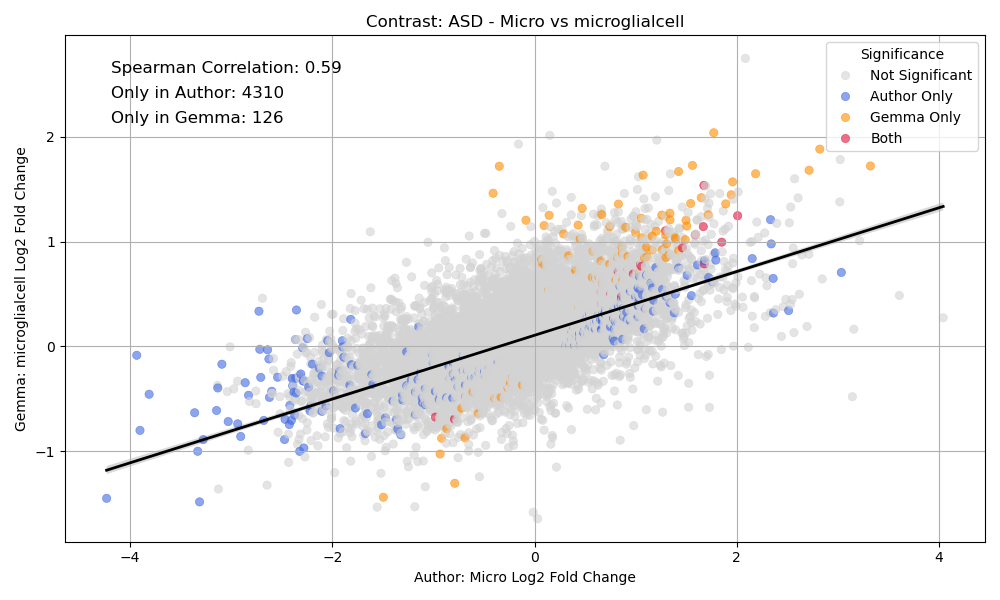 Contrast: ASD - Micro vs microglialcell
Spearman Correlation: 0.59
Only in Author: 4310
Only in Gemma: 126
Significance
Not Significant
Author Only
Gemma Only
Both
Gemma: microglialcell Log2 Fold Change
2
1
0
−1
−4
−2
0
2
4
Author: Micro Log2 Fold Change